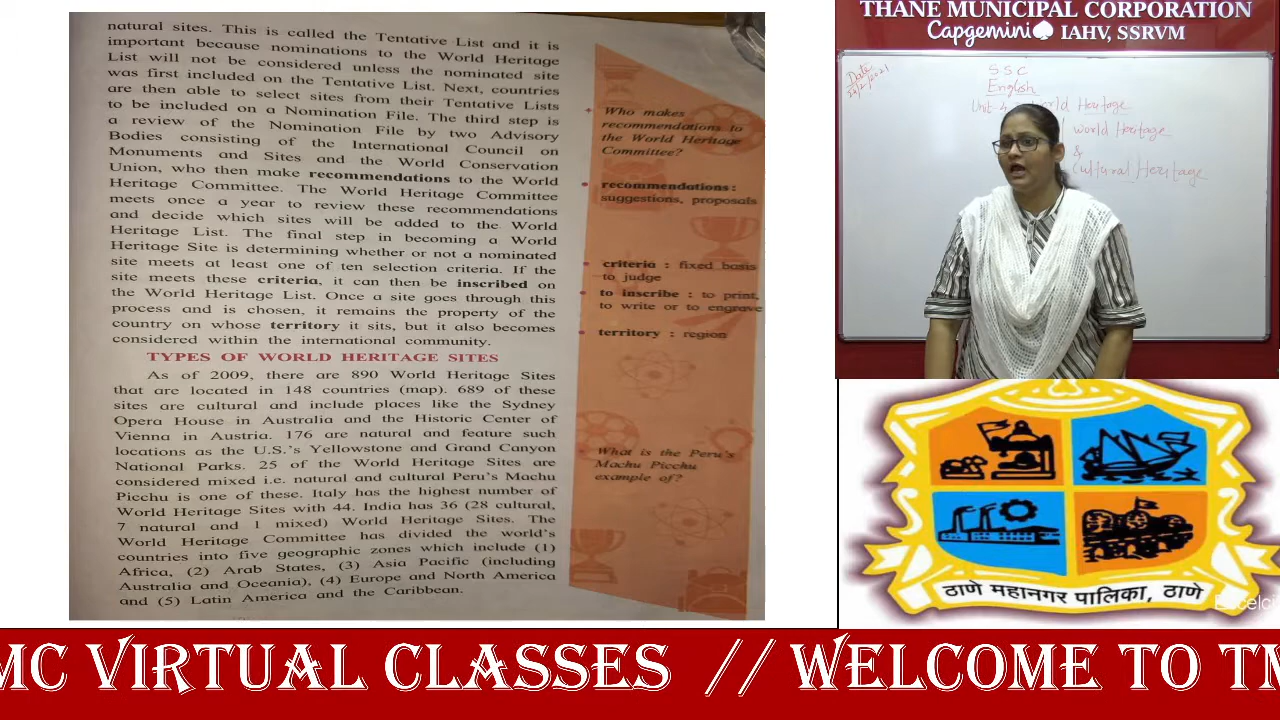 natural sites. This is called the Tentative List and it is
important because nominations to the World Heritage
List will not be considered unless the nominated site
was first included on the Tentative List. Next, countries
are then able to select sites from their Tentative Lists
to be included on a Nomination File. The third step is
a review of the Nomination File by two Advisory
Bodies consisting of the International Council on
Monuments and Sites and the World Conservation
Union, who then make recommendations to the World
Heritage Committee. The World Heritage Committee
meets once a year to review these recommendations
and decide which sites will be added to the World
Heritage List. The final step in becoming a World
Heritage Site is determining whether or not a nominated
site meets at least one of ten selection criteria. If the
site meets these criteria, it can then be inscribed on
the World Heritage List. Once a site goes through this
process and is chosen, it remains the property of the
country on whose territory it sits, but it also becomes
considered within the international community.
TYPES OF WORLD HERITAGE SITES
As of 2009, there are 890 World Heritage Sites
that are located in 148 countries (map). 689 of these
sites are cultural and include places like the Sydney
Opera House in Australia and the Historic Center of
Vienna in Austria. 176 are natural and feature such
locations as the U.S.'s Yellowstone and Grand Canyon
National Parks. 25 of the World Heritage Sites are
considered mixed i.e. natural and cultural Peru's Machu
Picchu is one of these. Italy has the highest number of
World Heritage Sites with 44. India has 36 (28 cultural,
7 natural and 1 mixed) World Heritage Sites. The
World Heritage Committee has divided the world's
countries into five geographic zones which include (1)
Africa, (2) Arab States, (3) Asia Pacific (including
Australia and Oceania), (4) Europe and North America
and (5) Latin America and the Caribbean.
Who makes
recommendations to
the World Heritage
Committee?
recommendations :
suggestions, proposals
criteria : fixed basis
to judge
to inscribe : to print,
to write or to engrave
territory : region
What is the Peru's
Machu Picchu
example of?
THANE MUNICIPAL CORPORATION
Capgemini IAHV, SSRVM
Date
SSC
English
Unit-4 World Heritage
world Heritage
&
Cultural Heritage
ठाणे महानगर पालिका, ठाणे
MC VIRTUAL CLASSES // WELCOME TO TM